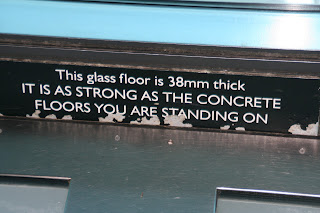 This glass floor is 38mm thick
IT IS AS STRONG AS THE CONCRETE
FLOORS YOU ARE STANDING ON